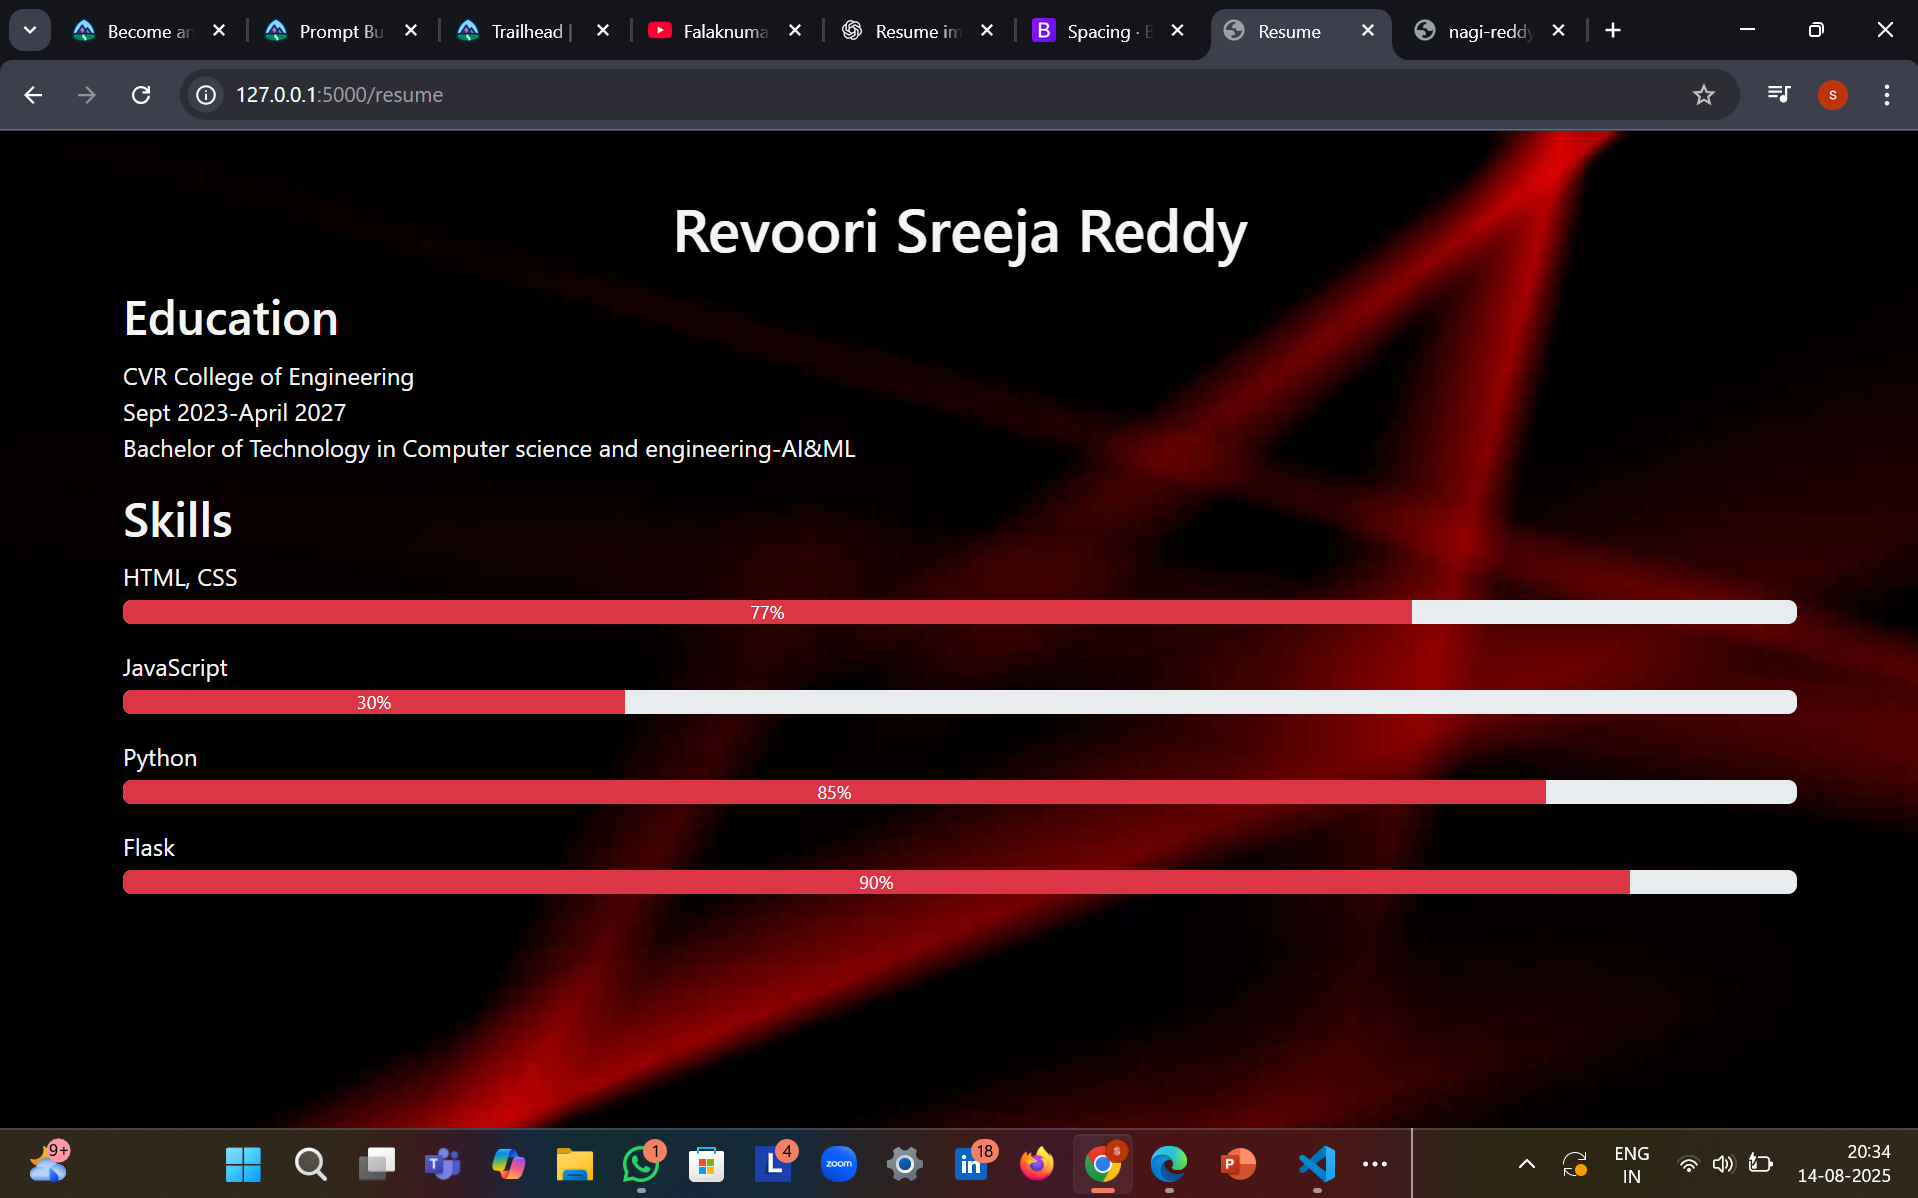 Become an
Prompt Bu
Trailhead |
Falaknuma
Resume im
Spacing · B
Resume
nagi-reddy
127.0.0.1:5000/resume
s
Revoori Sreeja Reddy
Education
CVR College of Engineering
Sept 2023-April 2027
Bachelor of Technology in Computer science and engineering-AI&ML
Skills
HTML, CSS
77%
JavaScript
30%
Python
85%
Flask
90%
9+
1
4
zoom
18
s
ENG
IN
20:34
14-08-2025